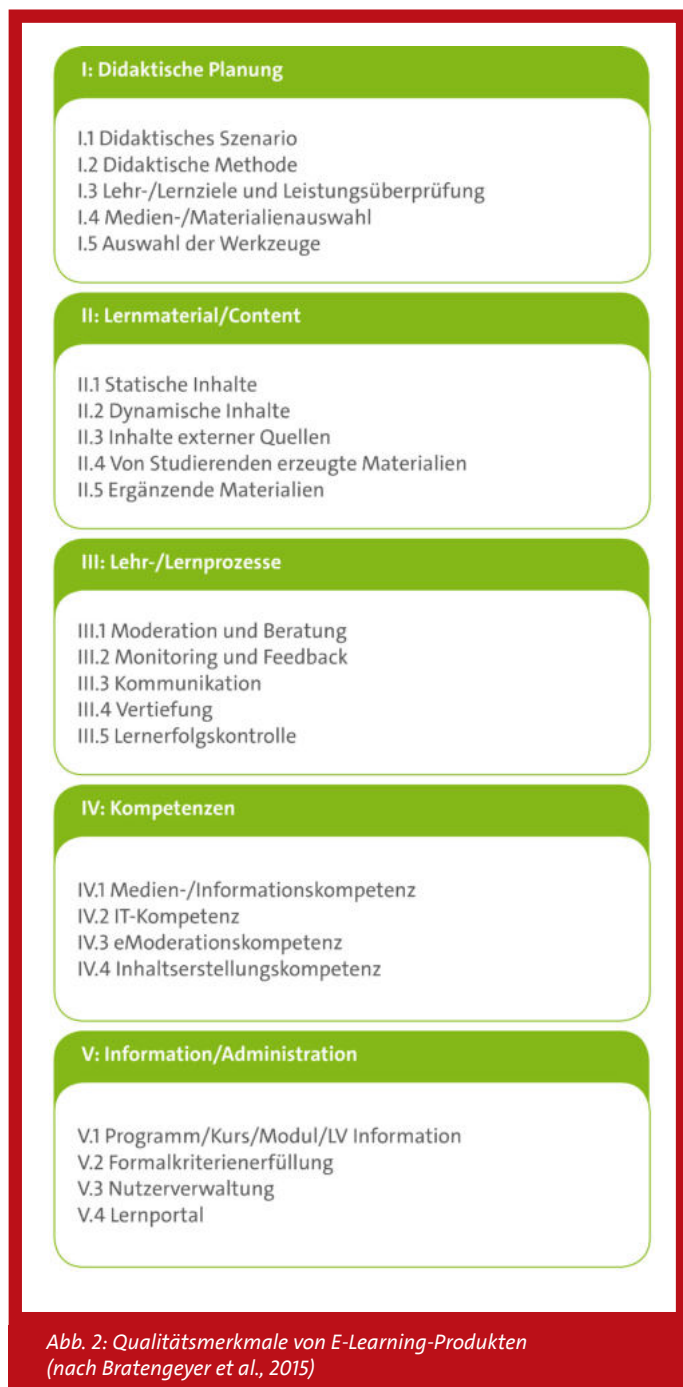 I: Didaktische Planung
I.1 Didaktisches Szenario
I.2 Didaktische Methode
I.3 Lehr-/Lernziele und Leistungsüberprüfung
I.4 Medien-/Materialienauswahl
I.5 Auswahl der Werkzeuge
II: Lernmaterial/Content
II.1 Statische Inhalte
II.2 Dynamische Inhalte
II.3 Inhalte externer Quellen
II.4 Von Studierenden erzeugte Materialien
II.5 Ergänzende Materialien
III: Lehr-/Lernprozesse
III.1 Moderation und Beratung
III.2 Monitoring und Feedback
III.3 Kommunikation
III.4 Vertiefung
III.5 Lernerfolgskontrolle
IV: Kompetenzen
IV.1 Medien-/Informationskompetenz
IV.2 IT-Kompetenz
IV.3 eModerationskompetenz
IV.4 Inhaltserstellungskompetenz
V: Information/Administration
V.1 Programm/Kurs/Modul/LV Information
V.2 Formalkriterienerfüllung
V.3 Nutzerverwaltung
V.4 Lernportal
Abb. 2: Qualitätsmerkmale von E-Learning-Produkten
(nach Bratengeyer et al., 2015)